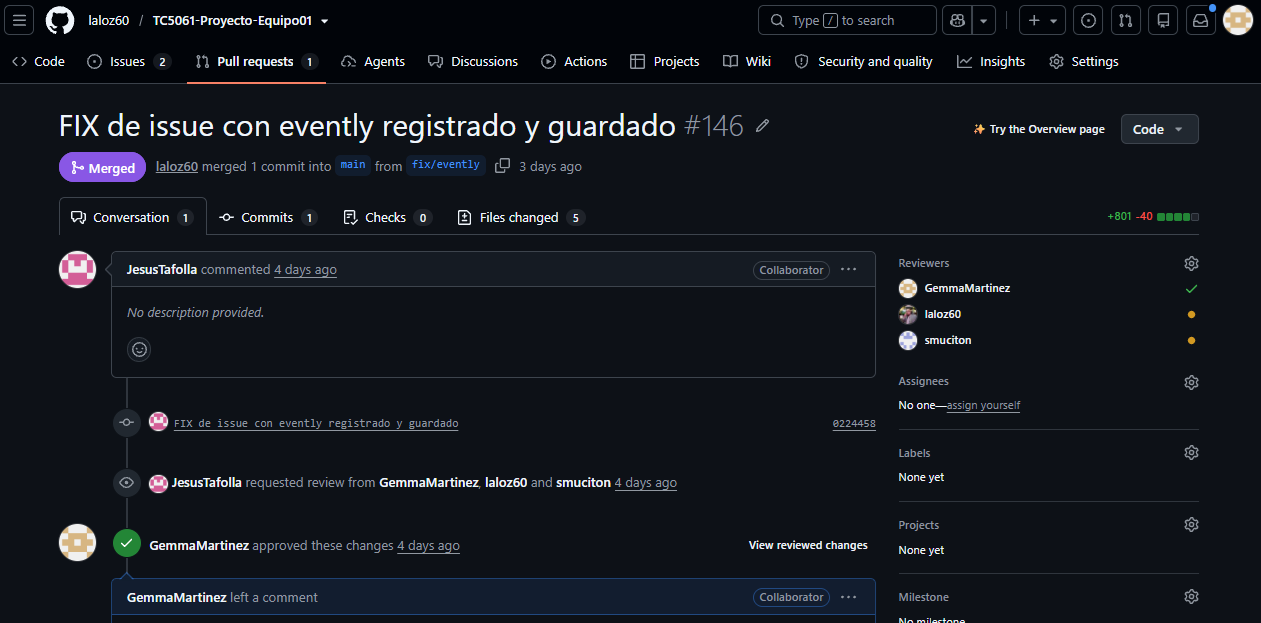 laloz60 / TC5061-Proyecto-Equipo01
Type / to search
Code Issues 2 Pull requests 1 Agents Discussions Actions Projects Wiki Security and quality Insights Settings
FIX de issue con evently registrado y guardado #146
Try the Overview page
Code
Merged laloz60 merged 1 commit into main from fix/evently 3 days ago
Conversation 1 Commits 1 Checks 0 Files changed 5
+801 -40
JesusTafolla commented 4 days ago Collaborator
No description provided.
FIX de issue con evently registrado y guardado 0224458
JesusTafolla requested review from GemmaMartinez, laloz60 and smuciton 4 days ago
GemmaMartinez approved these changes 4 days ago View reviewed changes
GemmaMartinez left a comment Collaborator
Reviewers
GemmaMartinez
laloz60
smuciton
Assignees
No one—assign yourself
Labels
None yet
Projects
None yet
Milestone
No milestone